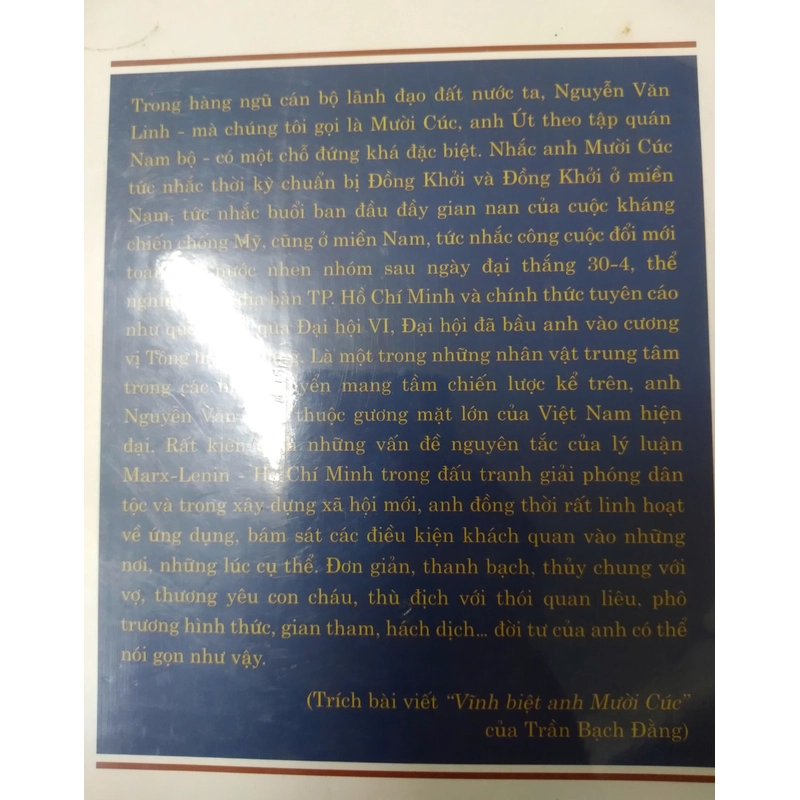 Trong hàng ngũ cán bộ lãnh đạo đất nước ta, Nguyễn Văn
Linh - mà chúng tôi gọi là Mười Cúc, anh Út theo tập quán
Nam bộ - có một chỗ đứng khá đặc biệt. Nhắc anh Mười Cúc
tức nhắc thời kỳ chuẩn bị Đồng Khởi và Đồng Khởi ở miền
Nam, tức nhắc buổi ban đầu đầy gian nan của cuộc kháng
chiến chống Mỹ, cũng ở miền Nam, tức nhắc công cuộc đổi mới
nước nhen nhóm sau ngày đại thắng 30-4, thể
địa bàn TP. Hồ Chí Minh và chính thức tuyên cáo
như qua Đại hội VI, Đại hội đã bầu anh vào cương
vị Tổng Là một trong những nhân vật trung tâm
trong các mang tầm chiến lược kể trên, anh
Nguyễn Văn thuộc gương mặt lớn của Việt Nam hiện
đại. Rất những vấn đề nguyên tắc của lý luận
Marx-Lenin - Hồ Chí Minh trong đấu tranh giải phóng dân
tộc và trong xây dựng xã hội mới, anh đồng thời rất linh hoạt
về ứng dụng, bám sát các điều kiện khách quan vào những
nơi, những lúc cụ thể. Đơn giản, thanh bạch, thủy chung với
vợ, thương yêu con cháu, thù địch với thói quan liêu, phô
trương hình thức, gian tham, hách dịch... đời tư của anh có thể
nói gọn như vậy.
(Trích bài viết "Vĩnh biệt anh Mười Cúc"
của Trần Bạch Đằng)